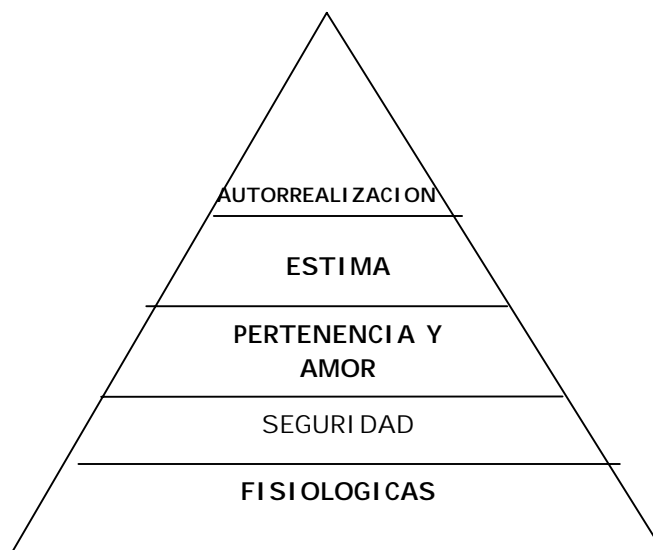 AUTORREALIZACION
ESTIMA
PERTENENCIA Y
AMOR
SEGURIDAD
FISIOLOGICAS